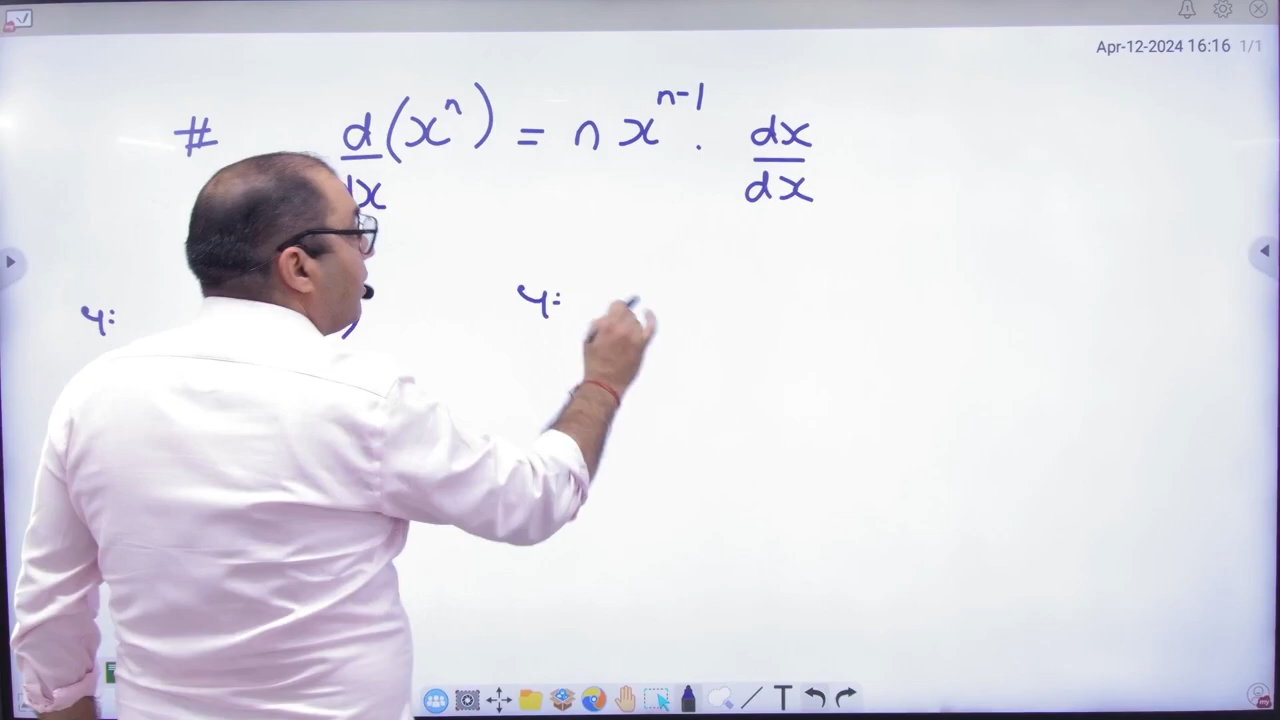 Apr-12-2024 16:16 1/1
# d/dx (xⁿ) = n xⁿ⁻¹ . dx/dx
y= y=